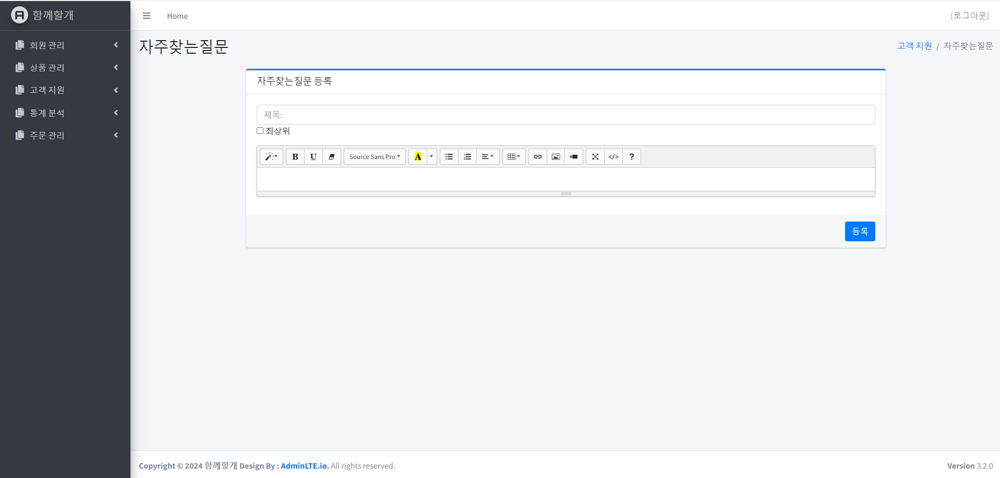 함께할개
Home
[로그아웃]
회원 관리
상품 관리
고객 지원
통계 분석
주문 관리
자주찾는질문
고객 지원 / 자주찾는질문
자주찾는질문 등록
제목:
최상위
B U Source Sans Pro A </> ?
등록
Copyright © 2024 함께할개 Design By : AdminLTE.io. All rights reserved.
Version 3.2.0